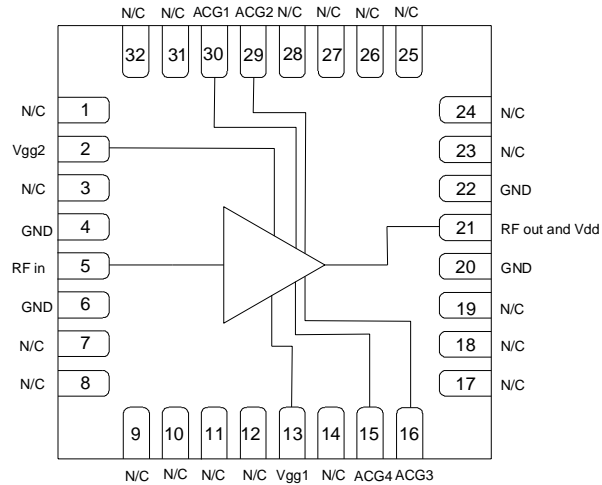 N/C N/C ACG1 ACG2 N/C N/C N/C N/C
32 31 30 29 28 27 26 25
N/C 1
Vgg2 2
N/C 3
GND 4
RF in 5
GND 6
N/C 7
N/C 8
24 N/C
23 N/C
22 GND
21 RF out and Vdd
20 GND
19 N/C
18 N/C
17 N/C
9 10 11 12 13 14 15 16
N/C N/C N/C N/C Vgg1 N/C ACG4 ACG3